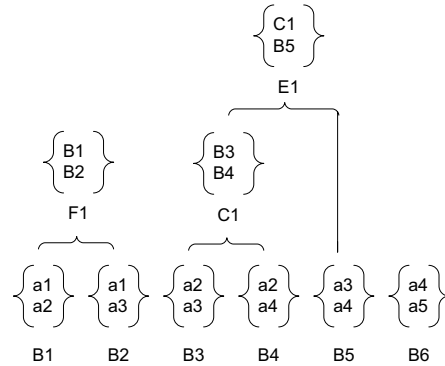 C1
B5
E1
B1 B3
B2 B4
F1 C1
a1 a1 a2 a2 a3 a4
a2 a3 a3 a4 a4 a5
B1 B2 B3 B4 B5 B6